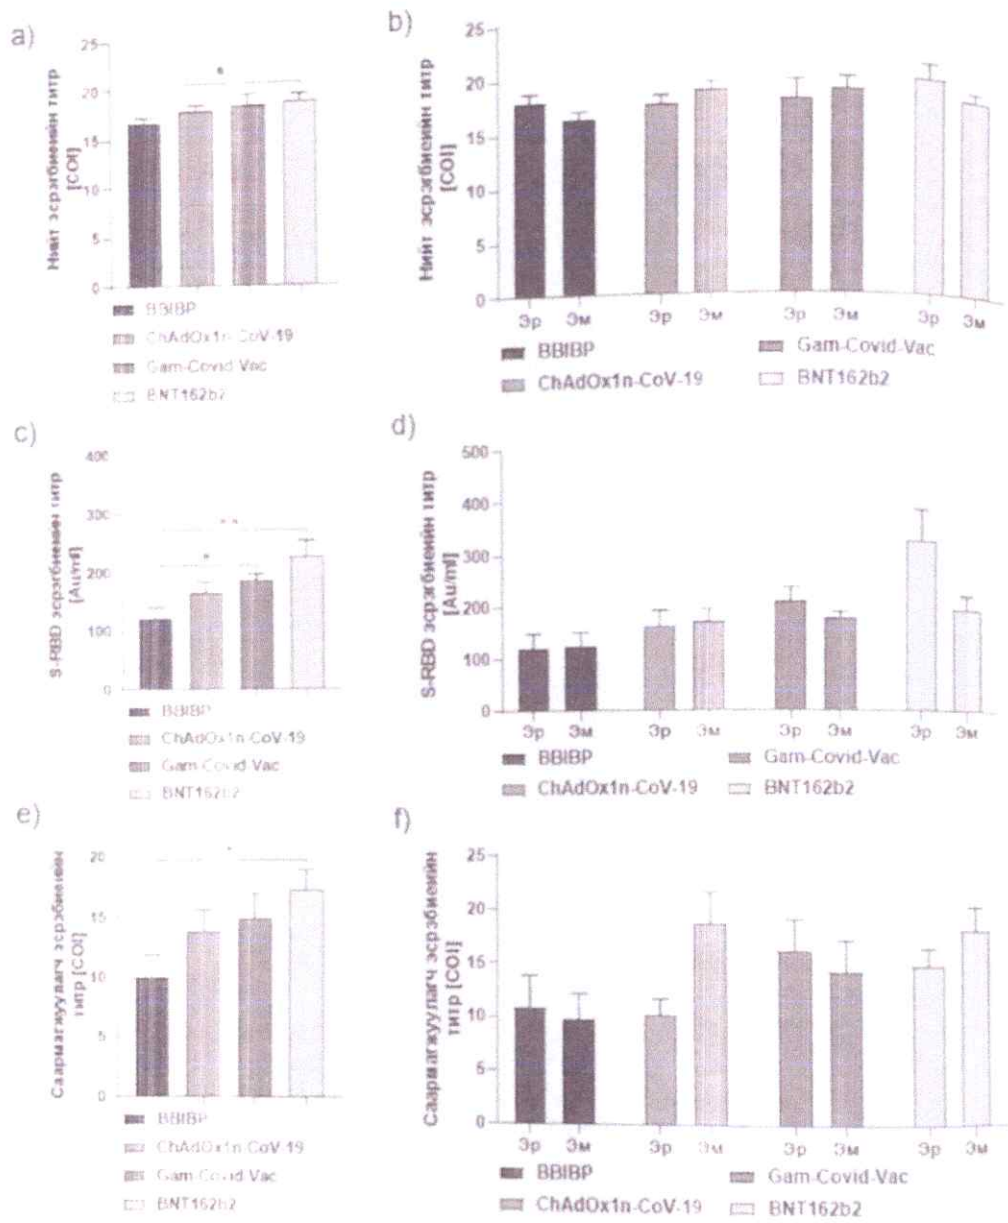 a)
25
20
15
10
5
0
Нийт эсрэгбиеийн титр
[COI]
*
BBIBP
ChAdOx1n-CoV-19
Gam-Covid-Vac
BNT162b2
b)
25
20
15
10
5
0
Нийт эсрэгбиеийн титр
[COI]
Эр Эм Эр Эм Эр Эм Эр Эм
BBIBP
ChAdOx1n-CoV-19
Gam-Covid-Vac
BNT162b2
c)
400
300
200
100
0
S-RBD эсрэгбиеийн титр
[Au/ml]
**
*
BBIBP
ChAdOx1n-CoV-19
Gam-Covid-Vac
BNT162b2
d)
500
400
300
200
100
0
S-RBD эсрэгбиеийн титр
[Au/ml]
Эр Эм Эр Эм Эр Эм Эр Эм
BBIBP
ChAdOx1n-CoV-19
Gam-Covid-Vac
BNT162b2
e)
20
15
10
5
0
Саармагжуулагч эсрэбиеийн
титр [COI]
*
BBIBP
ChAdOx1n-CoV-19
Gam-Covid-Vac
BNT162b2
f)
25
20
15
10
5
0
Саармагжуулагч эсрэбиеийн
титр [COI]
Эр Эм Эр Эм Эр Эм Эр Эм
BBIBP
ChAdOx1n-CoV-19
Gam-Covid-Vac
BNT162b2